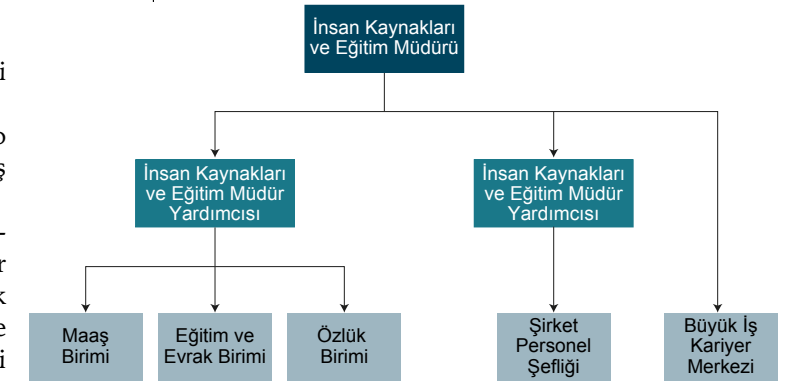 İnsan Kaynakları
ve Eğitim Müdürü
İnsan Kaynakları
ve Eğitim Müdür
Yardımcısı
İnsan Kaynakları
ve Eğitim Müdür
Yardımcısı
Maaş
Birimi
Eğitim ve
Evrak Birimi
Özlük
Birimi
Şirket
Personel
Şefliği
Büyük İş
Kariyer
Merkezi